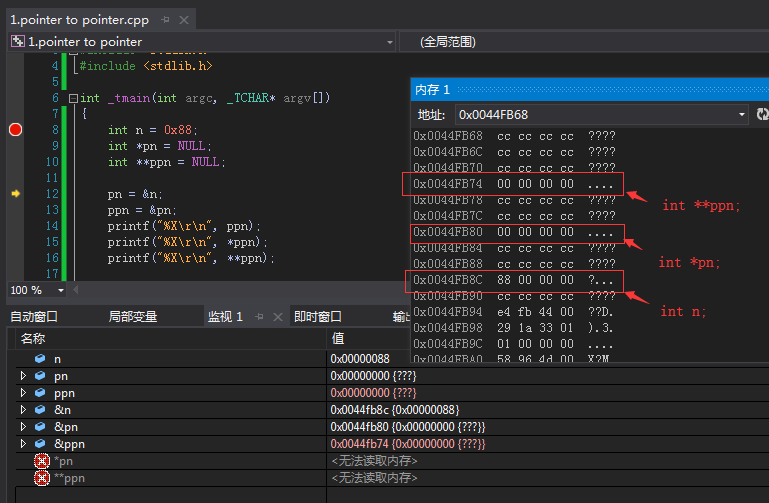 1.pointer to pointer.cpp
1.pointer to pointer
(全局范围)
4 #include <stdlib.h>
5
6 int _tmain(int argc, _TCHAR* argv[])
7 {
8 int n = 0x88;
9 int *pn = NULL;
10 int **ppn = NULL;
11
12 pn = &n;
13 ppn = &pn;
14 printf("%X\r\n", ppn);
15 printf("%X\r\n", *ppn);
16 printf("%X\r\n", **ppn);
17
100 %
内存 1
地址: 0x0044FB68
0x0044FB68 cc cc cc cc ????
0x0044FB6C cc cc cc cc ????
0x0044FB70 cc cc cc cc ????
0x0044FB74 00 00 00 00 ....
0x0044FB78 cc cc cc cc ????
0x0044FB7C cc cc cc cc ????
0x0044FB80 00 00 00 00 ....
0x0044FB84 cc cc cc cc ????
0x0044FB88 cc cc cc cc ????
0x0044FB8C 88 00 00 00 ?...
0x0044FB90 cc cc cc cc ????
0x0044FB94 e4 fb 44 00 ??D.
0x0044FB98 29 1a 33 01 ).3.
0x0044FB9C 01 00 00 00 ....
0x0044FBA0 58 96 4d 00 X?M.
int **ppn;
int *pn;
int n;
自动窗口 局部变量 监视 1 即时窗口
名称 值
n 0x00000088
pn 0x00000000 {???}
ppn 0x00000000 {???}
&n 0x0044fb8c {0x00000088}
&pn 0x0044fb80 {0x00000000 {???}}
&ppn 0x0044fb74 {0x00000000 {???}}
*pn <无法读取内存>
**ppn <无法读取内存>